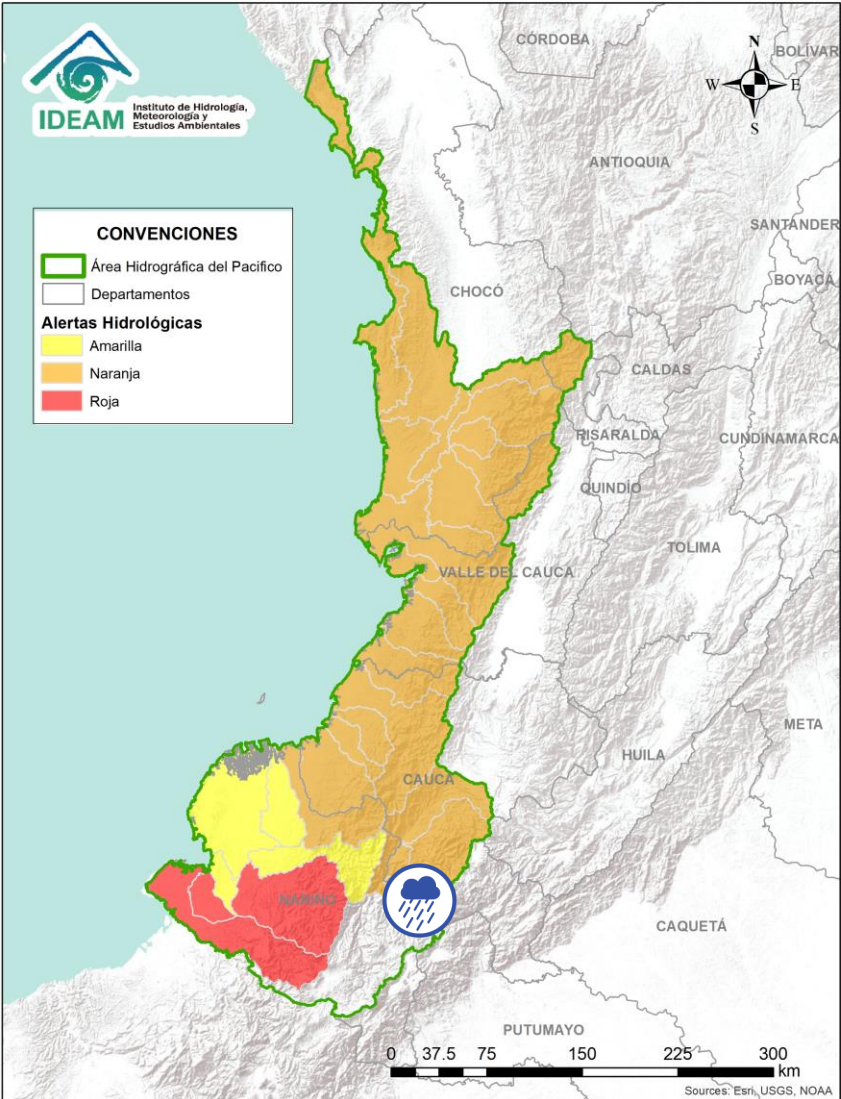 IDEAM
Instituto de Hidrología,
Meteorología y
Estudios Ambientales
N
W
E
S
CÓRDOBA
BOLÍVAR
ANTIOQUIA
SANTANDER
BOYACÁ
CHOCÓ
CONVENCIONES
Área Hidrográfica del Pacifico
Departamentos
Alertas Hidrológicas
Amarilla
Naranja
Roja
CALDAS
RISARALDA
CUNDINAMARCA
QUINDÍO
TOLIMA
VALLE DEL CAUCA
META
HUILA
CAUCA
NARIÑO
CAQUETÁ
PUTUMAYO
0 37.5 75 150 225 300
km
Sources: Esri, USGS, NOAA